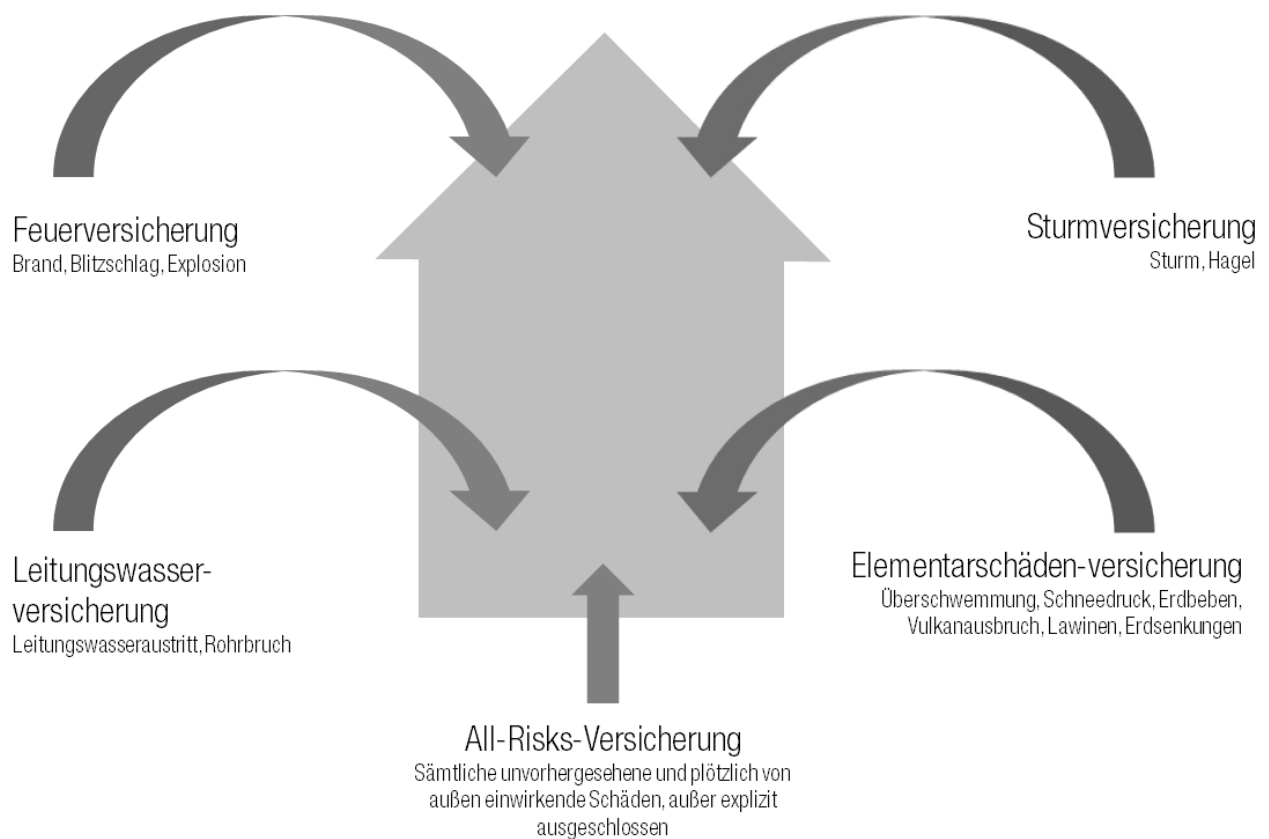 Feuerversicherung
Brand, Blitzschlag, Explosion
Sturmversicherung
Sturm, Hagel
Leitungswasser-
versicherung
Leitungswasseraustritt, Rohrbruch
Elementarschäden-versicherung
Überschwemmung, Schneedruck, Erdbeben,
Vulkanausbruch, Lawinen, Erdsenkungen
All-Risks-Versicherung
Sämtliche unvorhergesehene und plötzlich von
außen einwirkende Schäden, außer explizit
ausgeschlossen